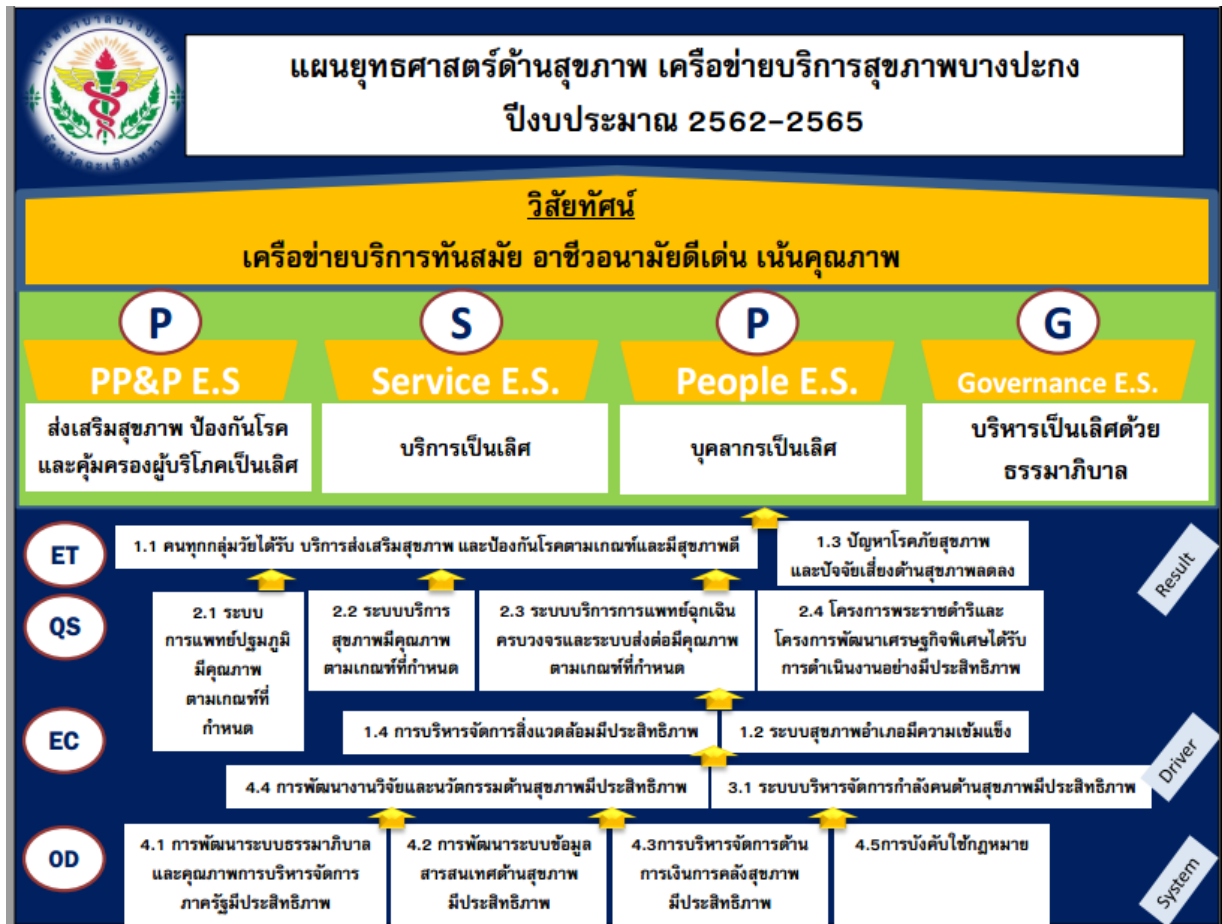 โรงพยาบาลบางปะกง
จังหวัดฉะเชิงเทรา
แผนยุทธศาสตร์ด้านสุขภาพ เครือข่ายบริการสุขภาพบางปะกง
ปีงบประมาณ 2562-2565
วิสัยทัศน์
เครือข่ายบริการทันสมัย อาชีวอนามัยดีเด่น เน้นคุณภาพ
P
S
P
G
PP&P E.S
Service E.S.
People E.S.
Governance E.S.
ส่งเสริมสุขภาพ ป้องกันโรค
และคุ้มครองผู้บริโภคเป็นเลิศ
บริการเป็นเลิศ
บุคลากรเป็นเลิศ
บริหารเป็นเลิศด้วย
ธรรมาภิบาล
ET
1.1 คนทุกกลุ่มวัยได้รับ บริการส่งเสริมสุขภาพ และป้องกันโรคตามเกณฑ์และมีสุขภาพดี
1.3 ปัญหาโรคภัยสุขภาพ
และปัจจัยเสี่ยงด้านสุขภาพลดลง
Result
QS
2.1 ระบบ
การแพทย์ปฐมภูมิ
มีคุณภาพ
ตามเกณฑ์ที่
กำหนด
2.2 ระบบบริการ
สุขภาพมีคุณภาพ
ตามเกณฑ์ที่กำหนด
2.3 ระบบบริการการแพทย์ฉุกเฉิน
ครบวงจรและระบบส่งต่อมีคุณภาพ
ตามเกณฑ์ที่กำหนด
2.4 โครงการพระราชดำริและ
โครงการพัฒนาเศรษฐกิจพิเศษได้รับ
การดำเนินงานอย่างมีประสิทธิภาพ
EC
1.4 การบริหารจัดการสิ่งแวดล้อมมีประสิทธิภาพ
1.2 ระบบสุขภาพอำเภอมีความเข้มแข็ง
Driver
4.4 การพัฒนางานวิจัยและนวัตกรรมด้านสุขภาพมีประสิทธิภาพ
3.1 ระบบบริหารจัดการกำลังคนด้านสุขภาพมีประสิทธิภาพ
OD
4.1 การพัฒนาระบบธรรมาภิบาล
และคุณภาพการบริหารจัดการ
ภาครัฐมีประสิทธิภาพ
4.2 การพัฒนาระบบข้อมูล
สารสนเทศด้านสุขภาพ
มีประสิทธิภาพ
4.3การบริหารจัดการด้าน
การเงินการคลังสุขภาพ
มีประสิทธิภาพ
4.5การบังคับใช้กฎหมาย
System